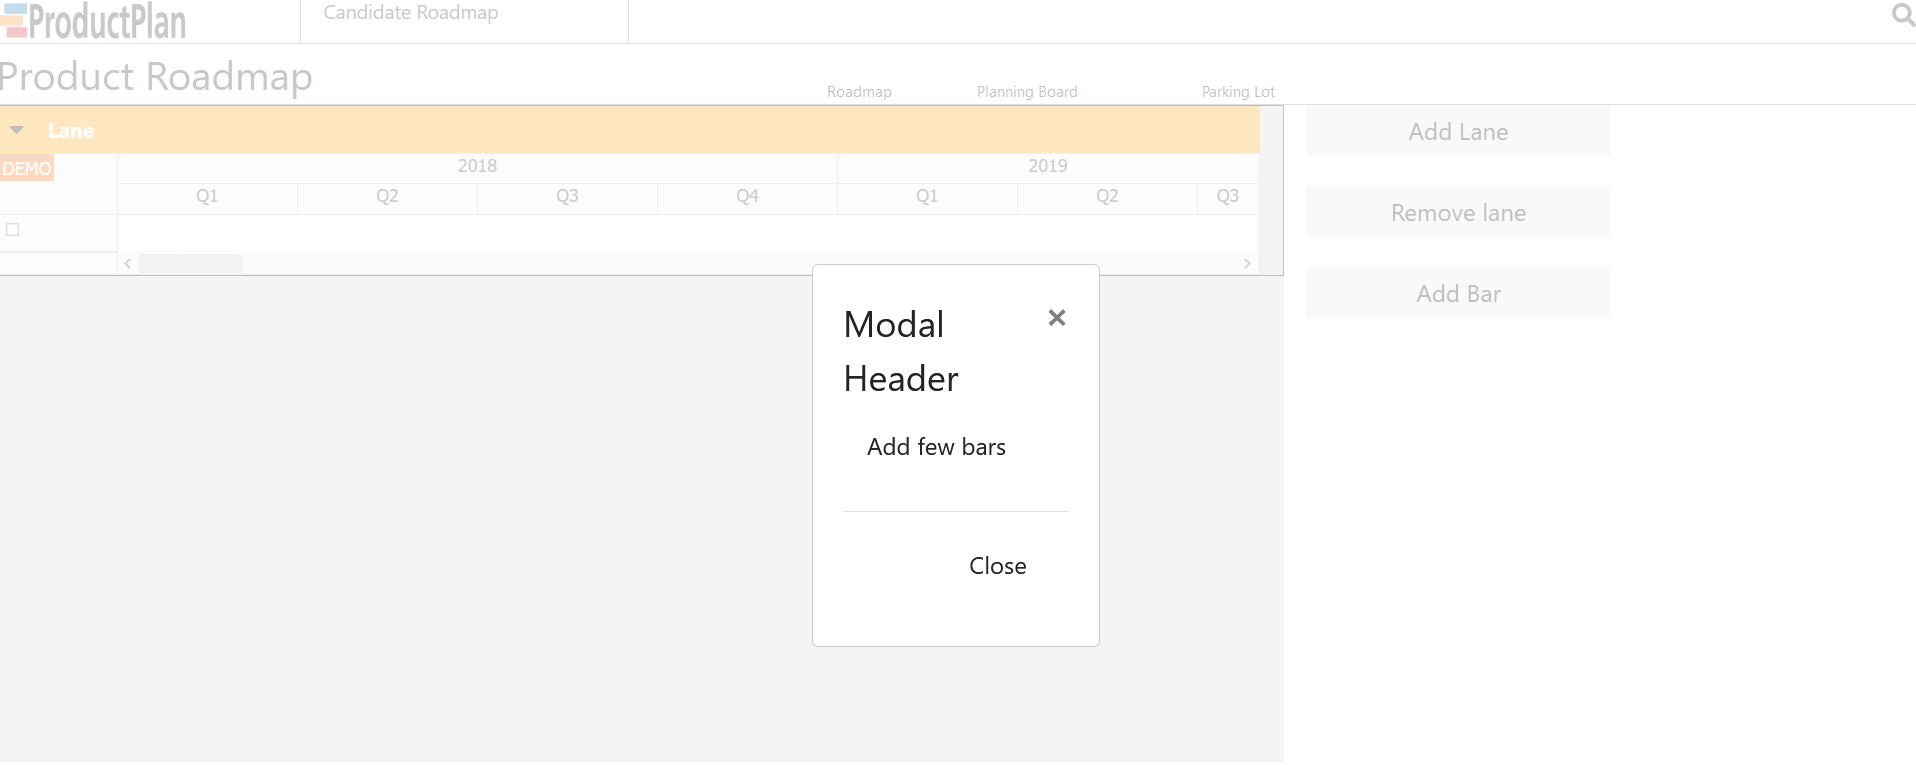 ProductPlan
Candidate Roadmap
Product Roadmap
Roadmap Planning Board Parking Lot
Lane
DEMO
2018 2019
Q1 Q2 Q3 Q4 Q1 Q2 Q3
Add Lane
Remove lane
Add Bar
Modal
Header
Add few bars
Close